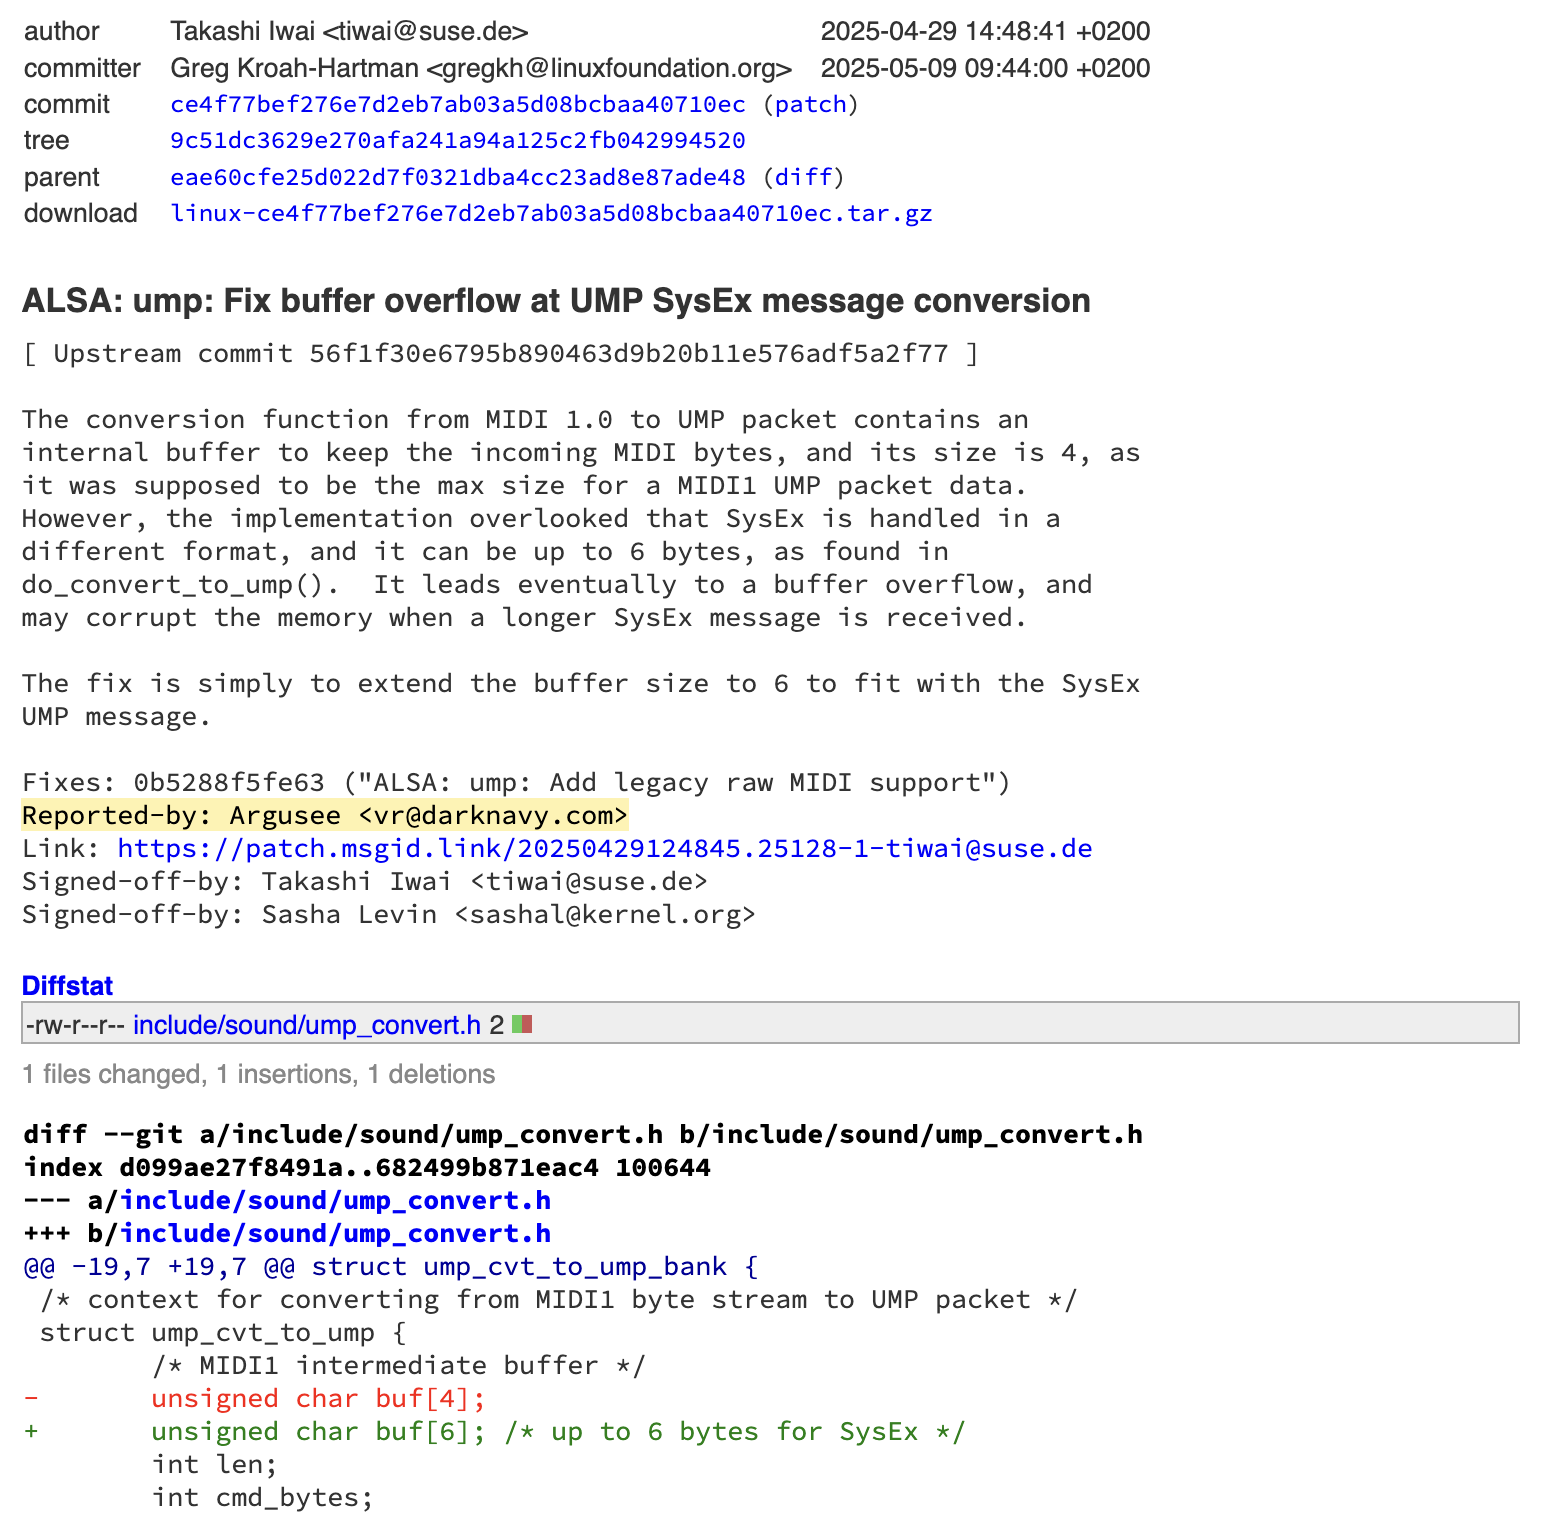 author Takashi Iwai <tiwai@suse.de> 2025-04-29 14:48:41 +0200
committer Greg Kroah-Hartman <gregkh@linuxfoundation.org> 2025-05-09 09:44:00 +0200
commit ce4f77bef276e7d2eb7ab03a5d08bcbaa40710ec (patch)
tree 9c51dc3629e270afa241a94a125c2fb042994520
parent eae60cfe25d022d7f0321dba4cc23ad8e87ade48 (diff)
download linux-ce4f77bef276e7d2eb7ab03a5d08bcbaa40710ec.tar.gz
ALSA: ump: Fix buffer overflow at UMP SysEx message conversion
[ Upstream commit 56f1f30e6795b890463d9b20b11e576adf5a2f77 ]
The conversion function from MIDI 1.0 to UMP packet contains an
internal buffer to keep the incoming MIDI bytes, and its size is 4, as
it was supposed to be the max size for a MIDI1 UMP packet data.
However, the implementation overlooked that SysEx is handled in a
different format, and it can be up to 6 bytes, as found in
do_convert_to_ump().  It leads eventually to a buffer overflow, and
may corrupt the memory when a longer SysEx message is received.
The fix is simply to extend the buffer size to 6 to fit with the SysEx
UMP message.
Fixes: 0b5288f5fe63 ("ALSA: ump: Add legacy raw MIDI support")
Reported-by: Argusee <vr@darknavy.com>
Link: https://patch.msgid.link/20250429124845.25128-1-tiwai@suse.de
Signed-off-by: Takashi Iwai <tiwai@suse.de>
Signed-off-by: Sasha Levin <sashal@kernel.org>
Diffstat
-rw-r--r-- include/sound/ump_convert.h 2
1 files changed, 1 insertions, 1 deletions
diff --git a/include/sound/ump_convert.h b/include/sound/ump_convert.h
index d099ae27f8491a..682499b871eac4 100644
--- a/include/sound/ump_convert.h
+++ b/include/sound/ump_convert.h
@@ -19,7 +19,7 @@ struct ump_cvt_to_ump_bank {
 /* context for converting from MIDI1 byte stream to UMP packet */
 struct ump_cvt_to_ump {
        /* MIDI1 intermediate buffer */
-       unsigned char buf[4];
+       unsigned char buf[6]; /* up to 6 bytes for SysEx */
        int len;
        int cmd_bytes;